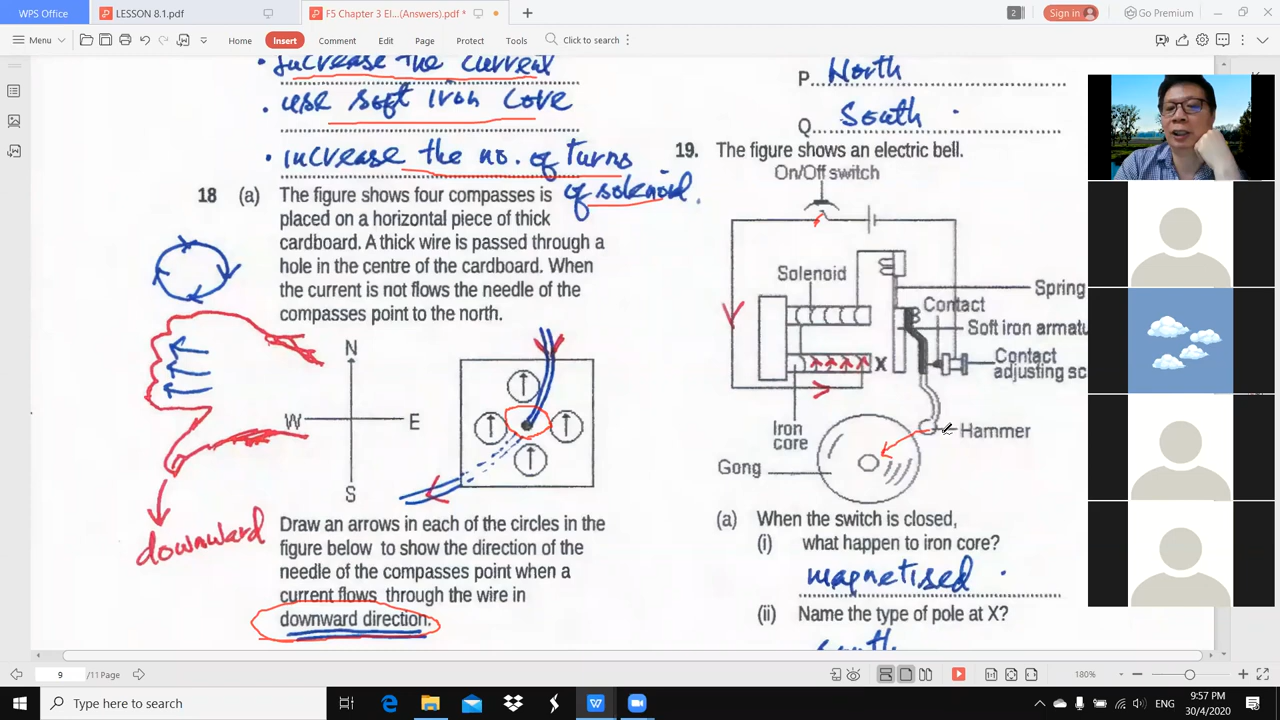 WPS Office
LESSON 8.1.pdf
F5 Chapter 3 El...(Answers).pdf *
+
2
Sign in
Go Premium
Menu
Home
Insert
Comment
Edit
Page
Protect
Tools
Click to search
• Increase the current
• use soft iron core
• increase the no. of turns
of solenoid.
18 (a) The figure shows four compasses is
placed on a horizontal piece of thick
cardboard. A thick wire is passed through a
hole in the centre of the cardboard. When
the current is not flows the needle of the
compasses point to the north.
N
W E
S
downward
Draw an arrows in each of the circles in the
figure below to show the direction of the
needle of the compasses point when a
current flows through the wire in
downward direction.
P North
Q South
19. The figure shows an electric bell.
On/Off switch
Solenoid
Spring
Contact
Soft iron armatu
Contact
adjusting sc
X
Iron
core
Hammer
Gong
(a) When the switch is closed,
(i) what happen to iron core?
magnetised
(ii) Name the type of pole at X?
south
9 /11 Page
180%
Type here to search
ENG
9:57 PM
30/4/2020